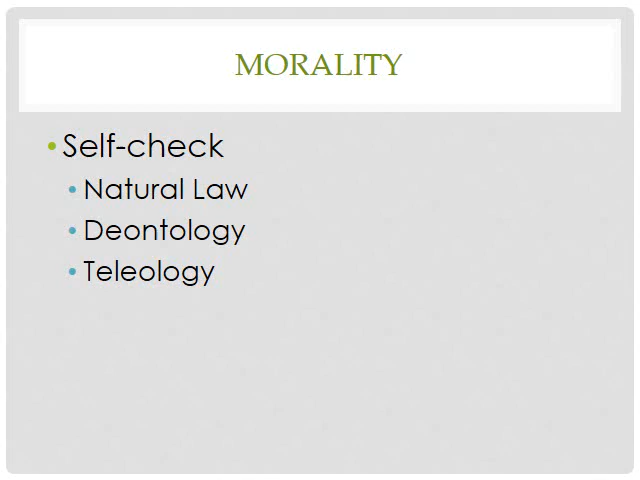 MORALITY
• Self-check
• Natural Law
• Deontology
• Teleology